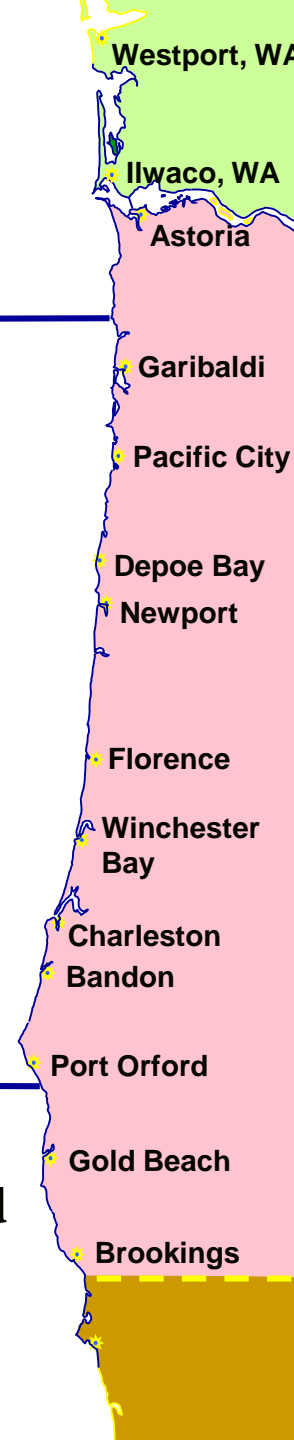 Westport, WA
Ilwaco, WA
Astoria
Garibaldi
Pacific City
Depoe Bay
Newport
Florence
Winchester
Bay
Charleston
Bandon
Port Orford
Gold Beach
d
Brookings